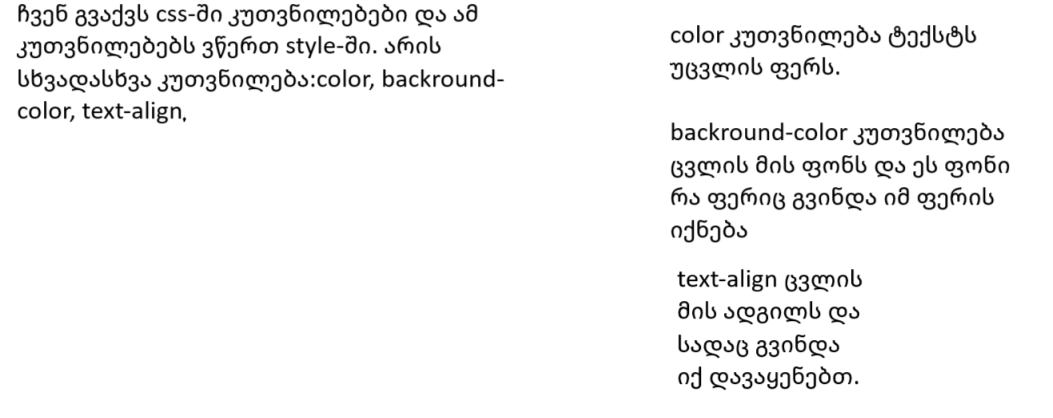 ჩვენ გვაქვს css-ში კუთვნილებები და ამ
კუთვნილებებს ვწერთ style-ში. არის
სხვადასხვა კუთვნილება:color, backround-
color, text-align,
color კუთვნილება ტექსტს
უცვლის ფერს.
backround-color კუთვნილება
ცვლის მის ფონს და ეს ფონი
რა ფერიც გვინდა იმ ფერის
იქნება
text-align ცვლის
მის ადგილს და
სადაც გვინდა
იქ დავაყენებთ.